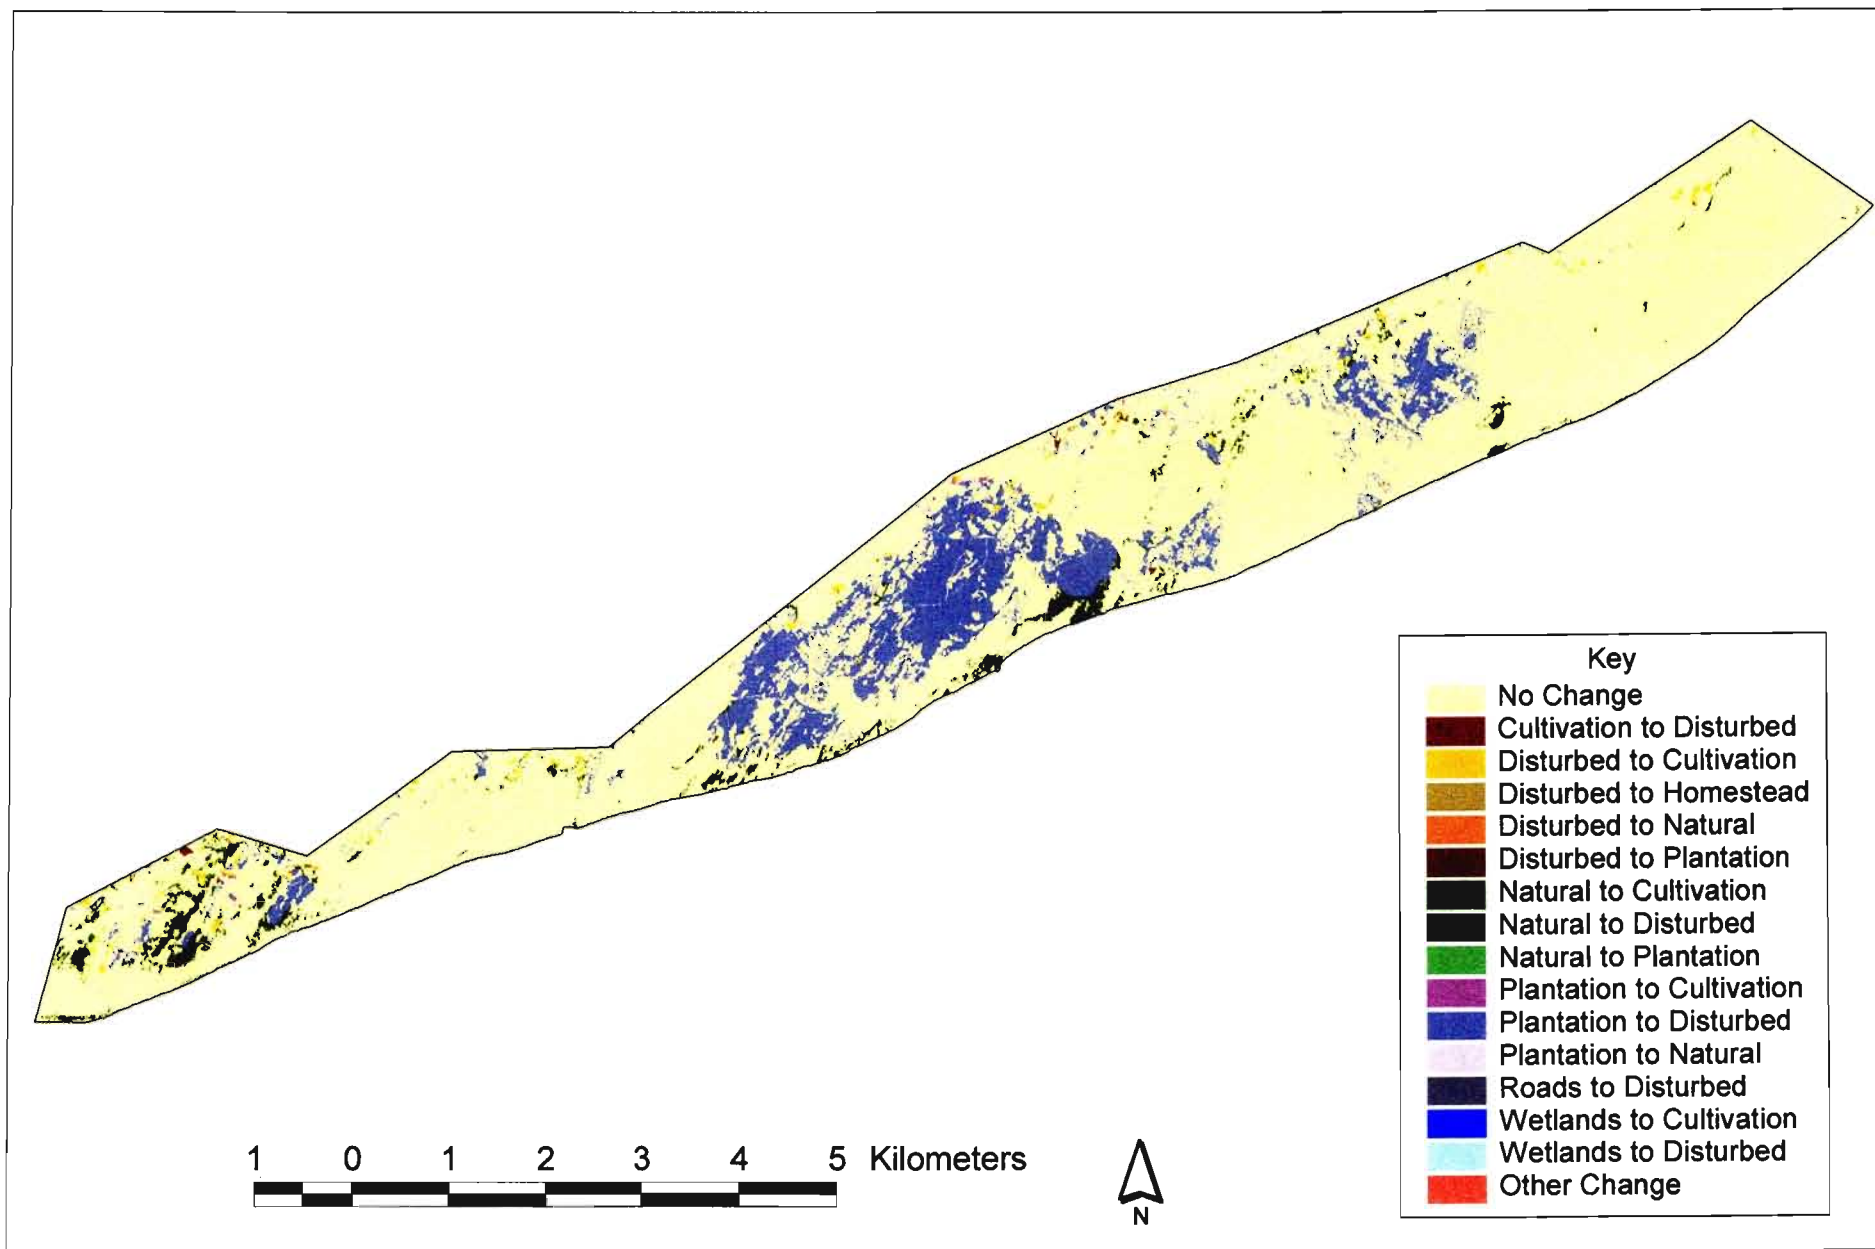 Key
No Change
Cultivation to Disturbed
Disturbed to Cultivation
Disturbed to Homestead
Disturbed to Natural
Disturbed to Plantation
Natural to Cultivation
Natural to Disturbed
Natural to Plantation
Plantation to Cultivation
Plantation to Disturbed
Plantation to Natural
Roads to Disturbed
Wetlands to Cultivation
Wetlands to Disturbed
Other Change
1 0 1 2 3 4 5 Kilometers
N